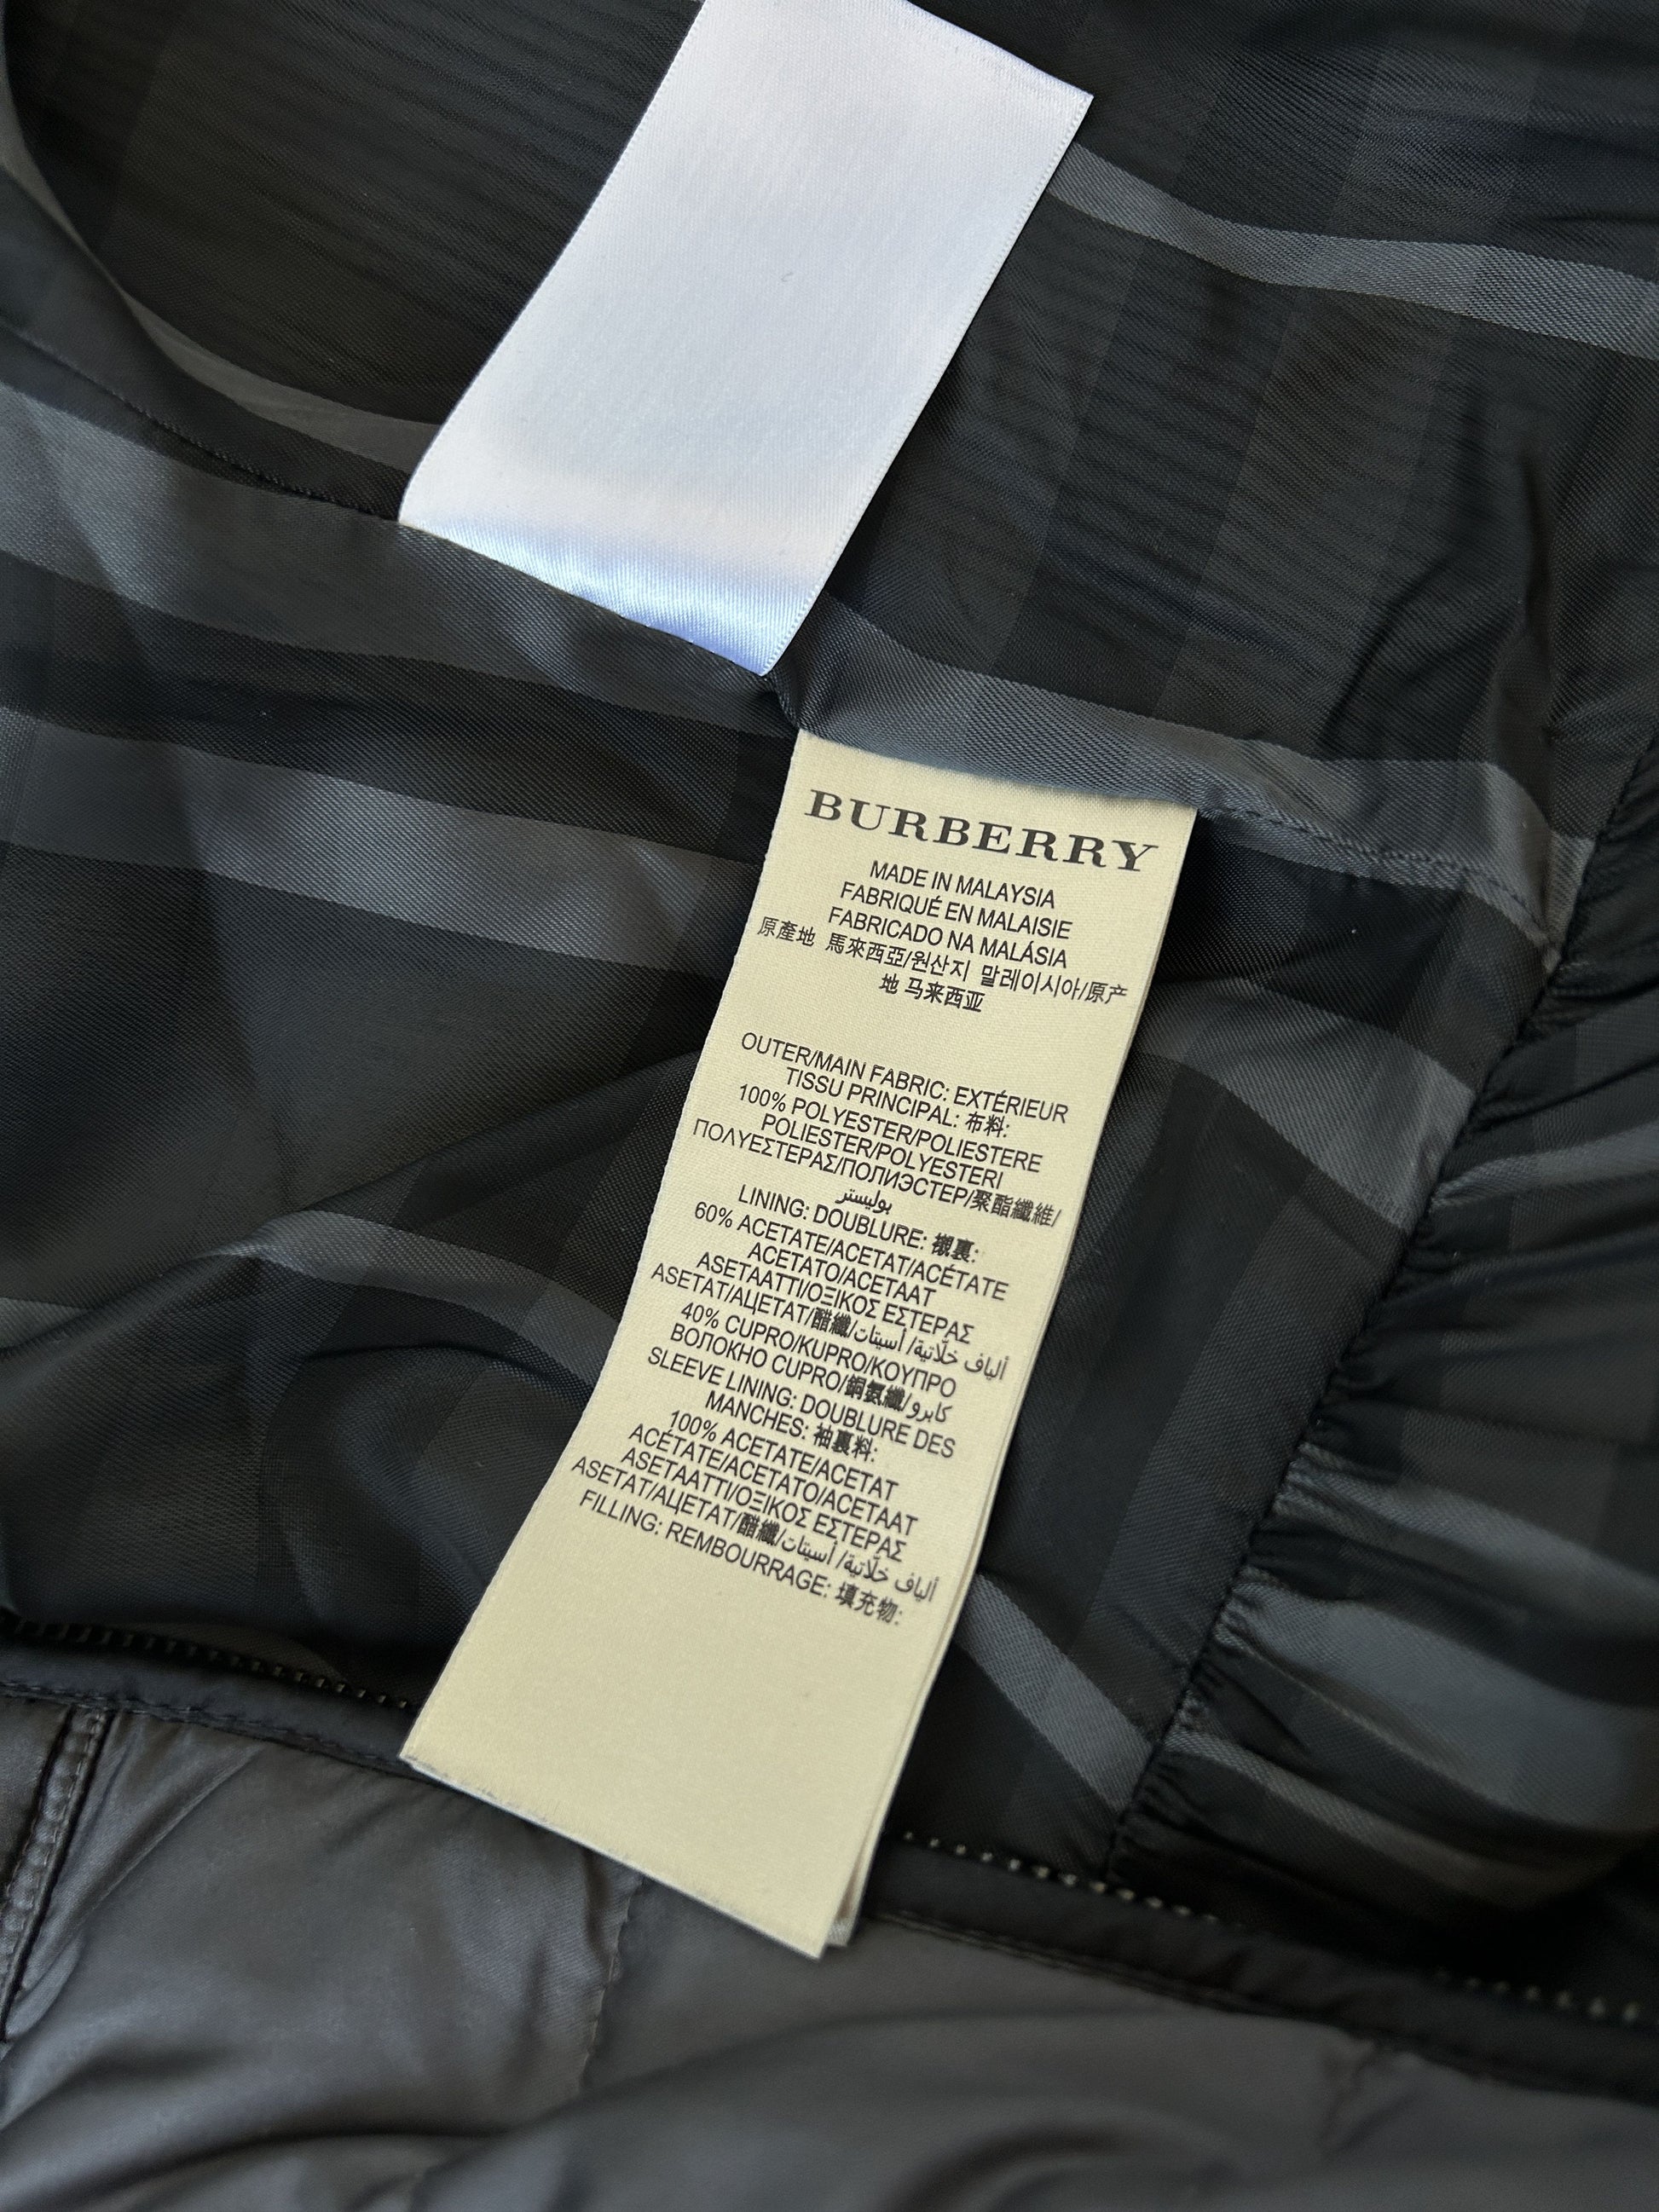 BURBERRY
MADE IN MALAYSIA
FABRIQUÉ EN MALAISIE
FABRICADO NA MALÁSIA
原產地 馬來西亞/원산지 말레이시아/原产
地 马来西亚
OUTER/MAIN FABRIC: EXTÉRIEUR
TISSU PRINCIPAL: 布料:
100% POLYESTER/POLIESTERE
POLIESTER/POLYESTERI
ΠΟΛΥΕΣΤΕΡΑΣ/ПОЛИЭСТЕР/聚酯纖維/
بوليستر
LINING: DOUBLURE: 襯裏:
60% ACETATE/ACETAT/ACÉTATE
ACETATO/ACETAAT
ASETAATTI/ΟΞΙΚΟΣ ΕΣΤΕΡΑΣ
ASETAT/АЦЕТАТ/醋纖/ألياف خلّاتية/ أسيتات
40% CUPRO/KUPRO/ΚΟΥΠΡΟ
ВОЛОКНО CUPRO/銅氨纖/كابرو
SLEEVE LINING: DOUBLURE DES
MANCHES: 袖裏料:
100% ACETATE/ACETAT
ACÉTATE/ACETATO/ACETAAT
ASETAATTI/ΟΞΙΚΟΣ ΕΣΤΕΡΑΣ
ASETAT/АЦЕТАТ/醋纖/ألياف خلّاتية/ أسيتات
FILLING: REMBOURRAGE: 填充物: